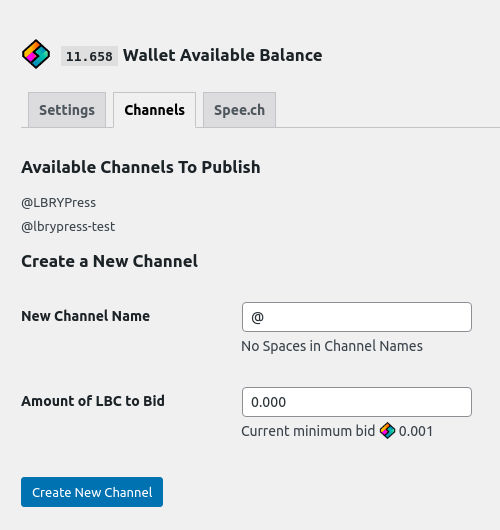 11.658 Wallet Available Balance
Settings Channels Spee.ch
Available Channels To Publish
@LBRYPress
@lbrypress-test
Create a New Channel
New Channel Name @
No Spaces in Channel Names
Amount of LBC to Bid 0.000
Current minimum bid 0.001
Create New Channel